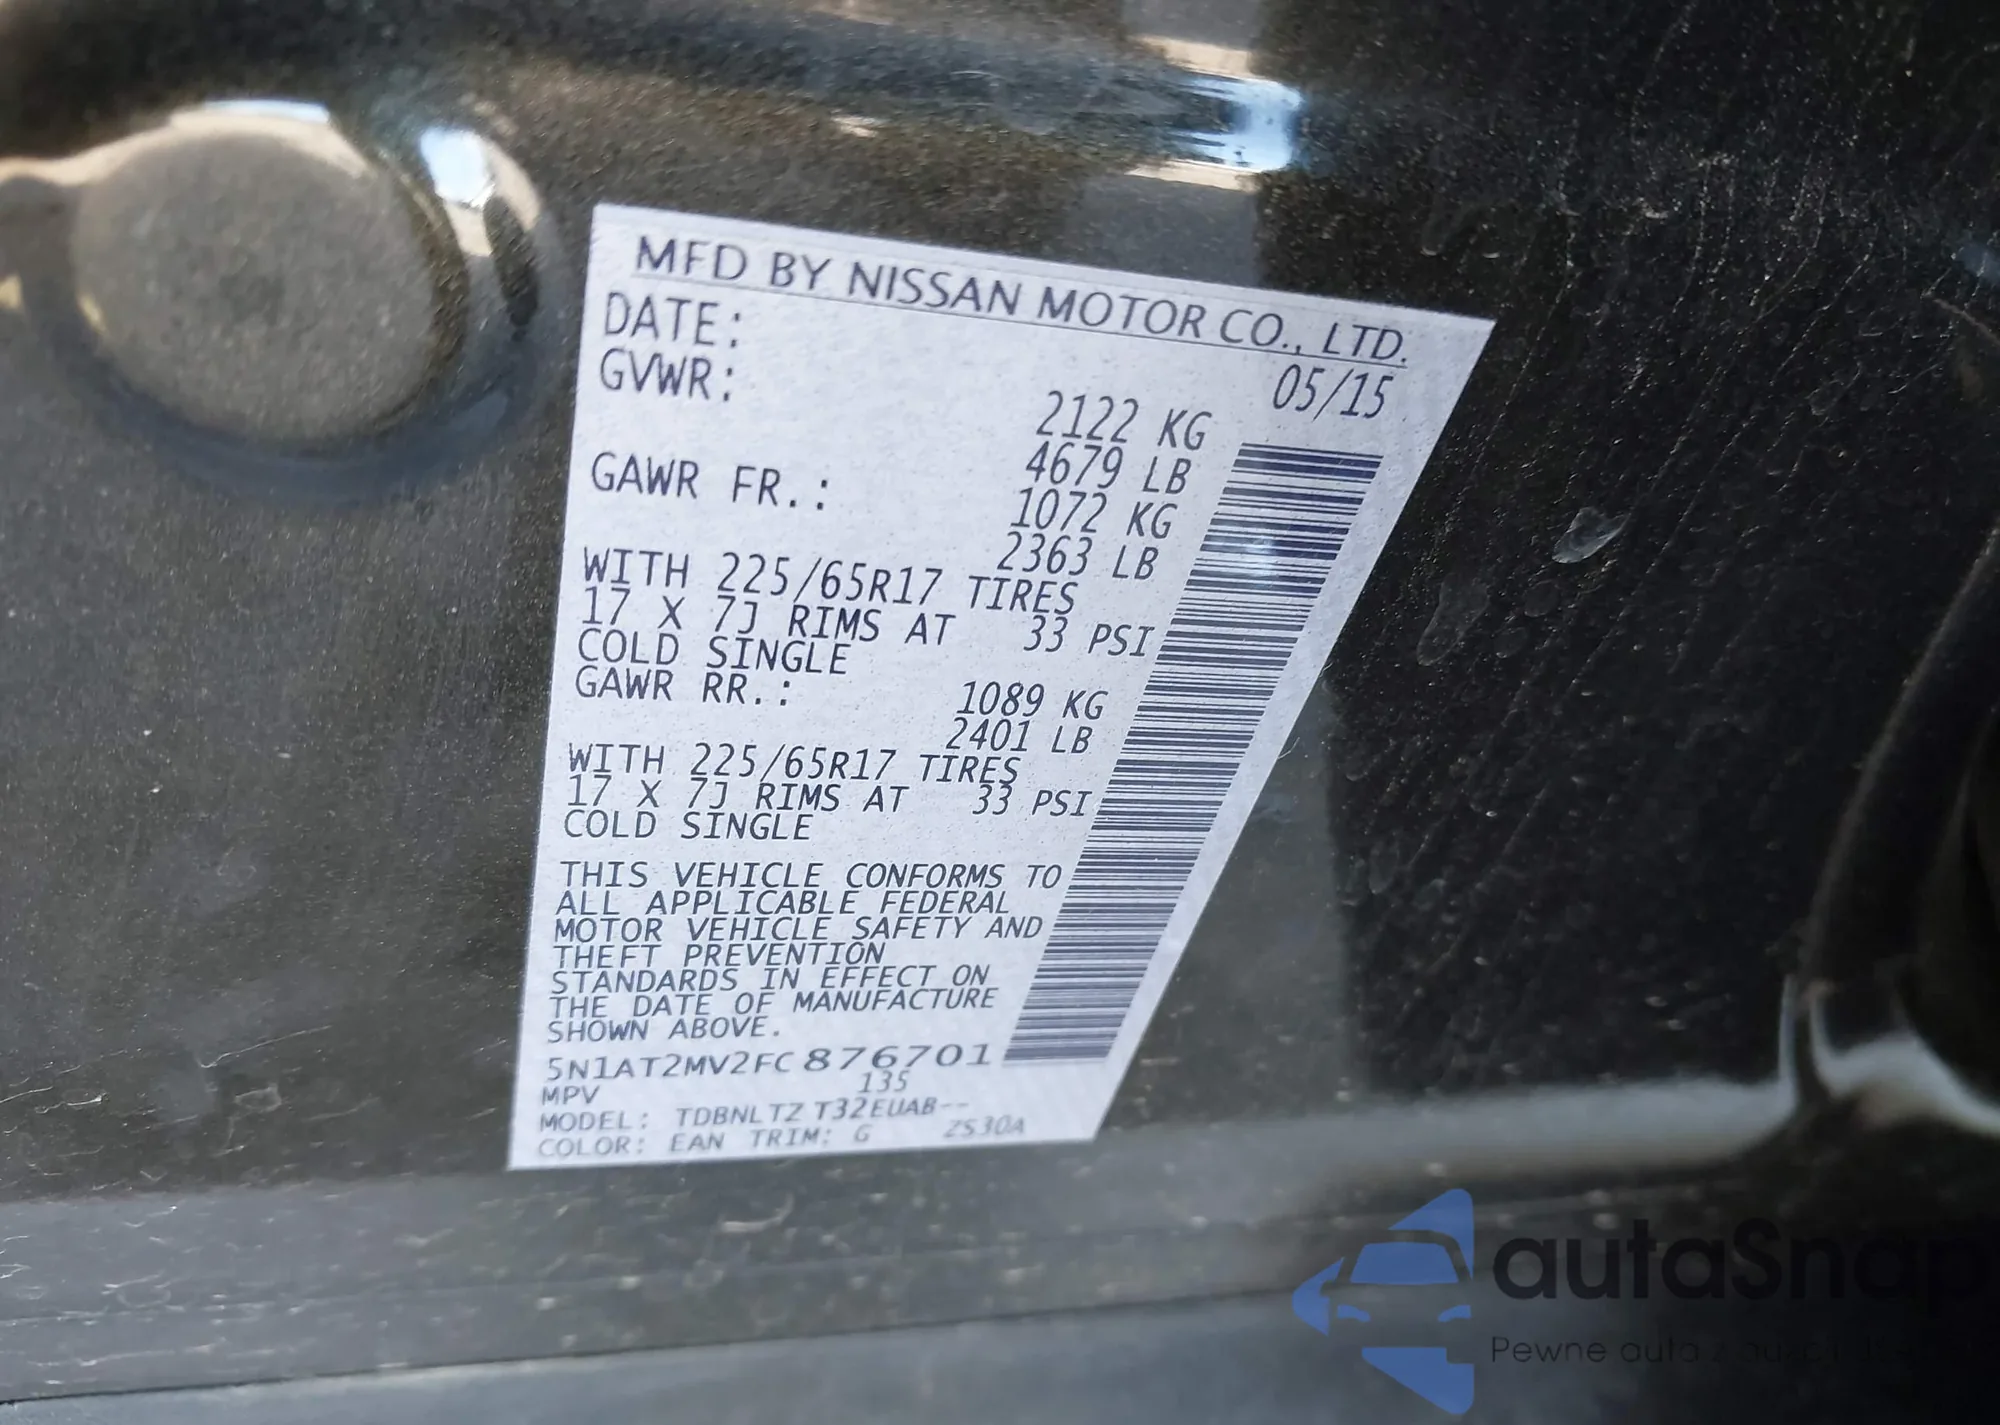 MFD BY NISSAN MOTOR CO., LTD.
DATE: 05/15
GVWR: 2122 KG
4679 LB
GAWR FR.: 1072 KG
2363 LB
WITH 225/65R17 TIRES
17 X 7J RIMS AT 33 PSI
COLD SINGLE
GAWR RR.: 1089 KG
2401 LB
WITH 225/65R17 TIRES
17 X 7J RIMS AT 33 PSI
COLD SINGLE
THIS VEHICLE CONFORMS TO
ALL APPLICABLE FEDERAL
MOTOR VEHICLE SAFETY AND
THEFT PREVENTION
STANDARDS IN EFFECT ON
THE DATE OF MANUFACTURE
SHOWN ABOVE.
5N1AT2MV2FC876701
MPV 135
MODEL: TDBNLTZ T32EUAB--
COLOR: EAN TRIM: G ZS30A
autaSnap
Pewne auta z